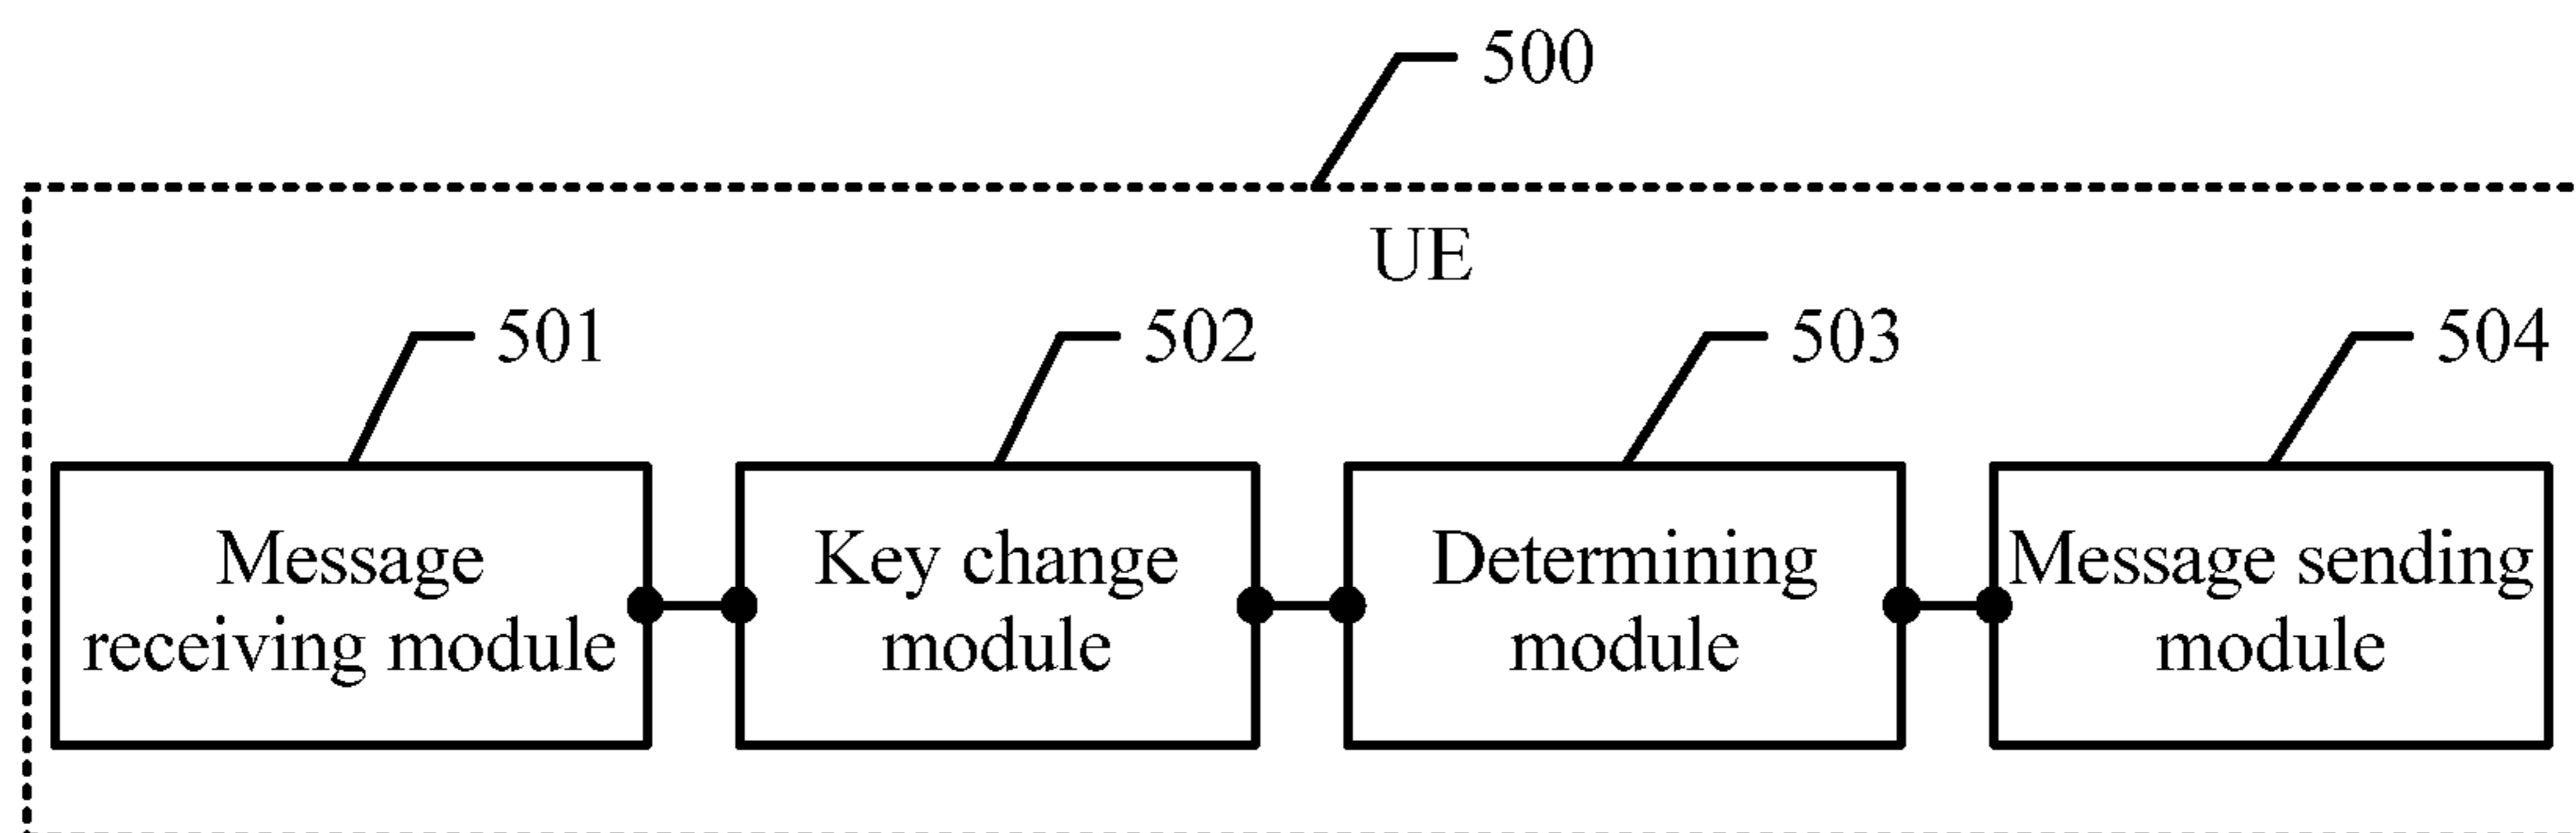 500
UE
501
502
503
504
Message
receiving module
Key change
module
Determining
module
Message sending
module